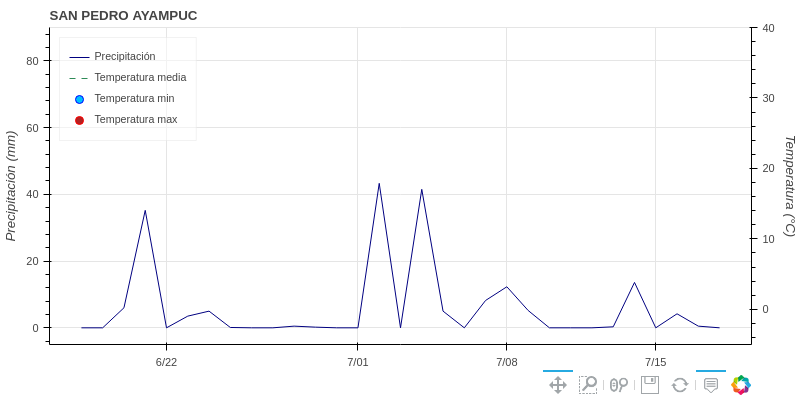 SAN PEDRO AYAMPUC
Precipitación
Temperatura media
Temperatura min
Temperatura max
Precipitación (mm)
80
60
40
20
0
40
30
20
10
0
Temperatura (°C)
6/22
7/01
7/08
7/15